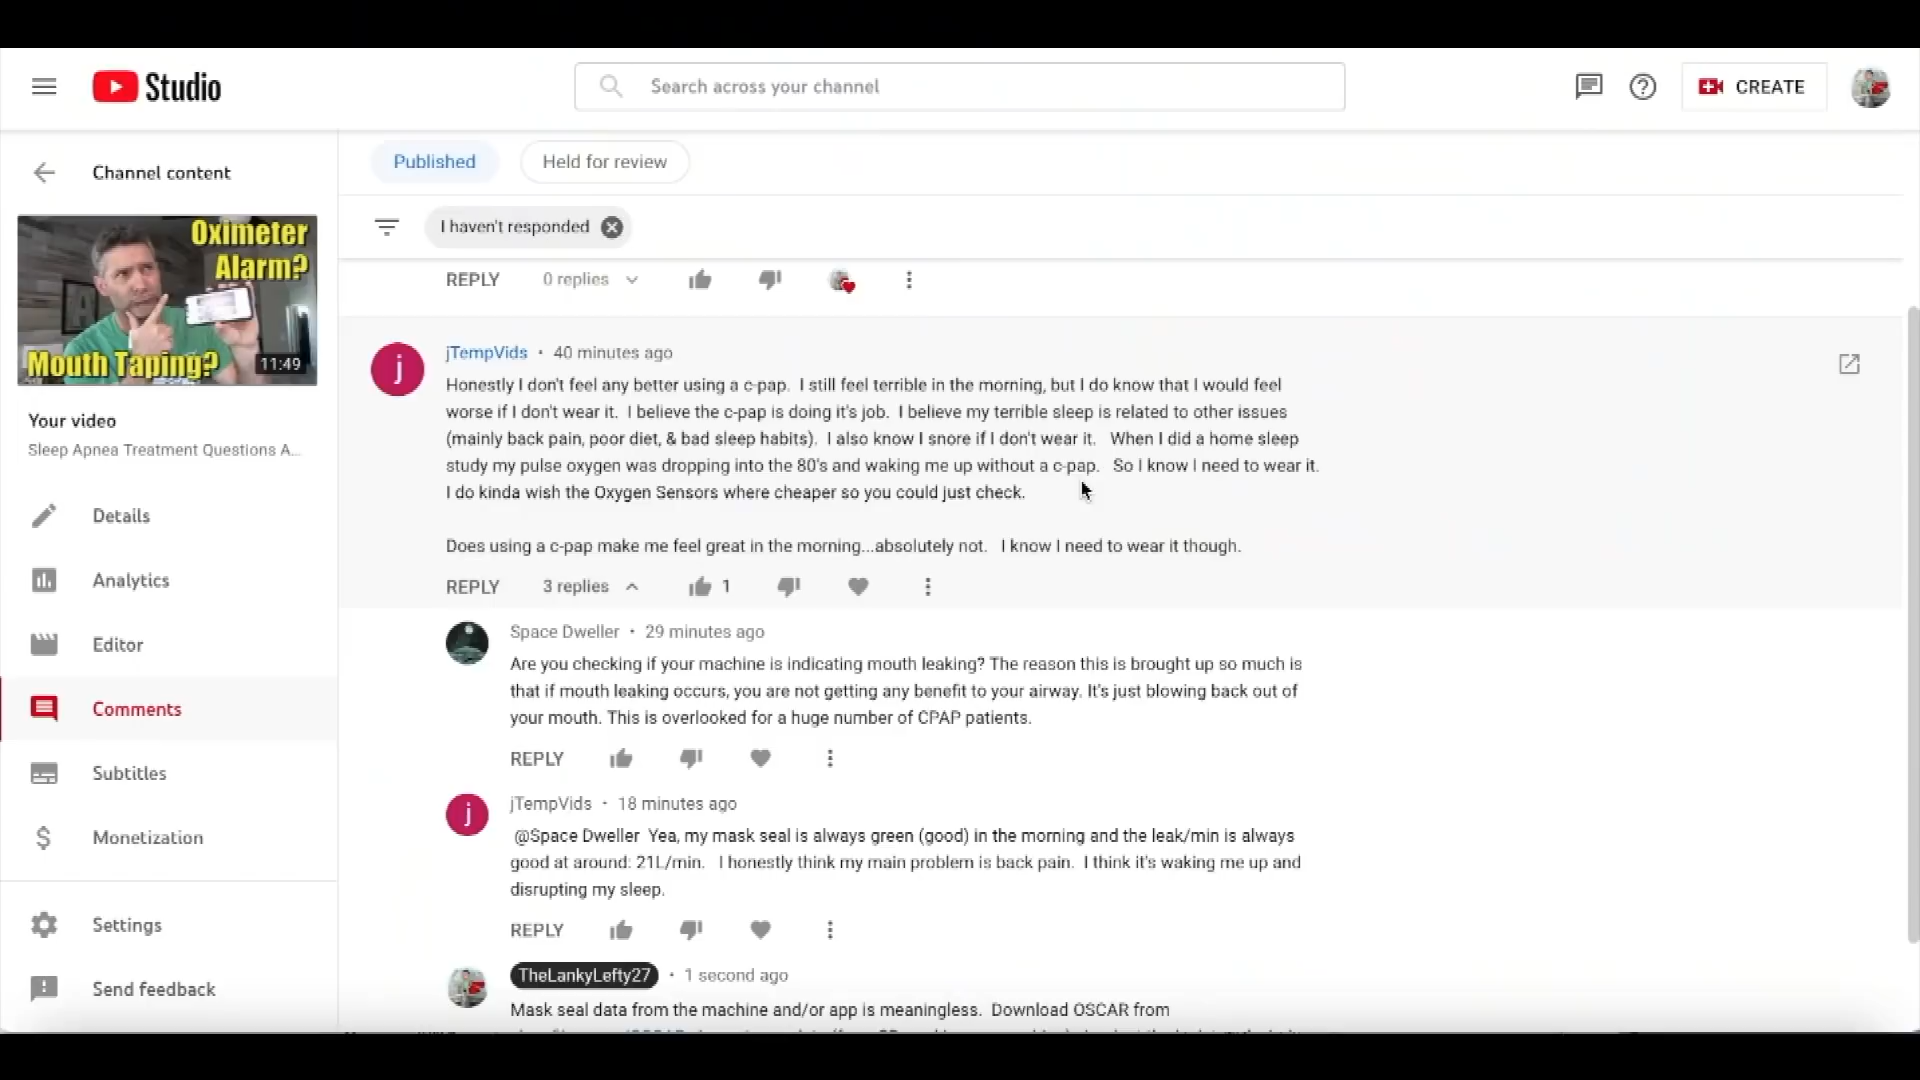 Studio
Search across your channel
CREATE
Channel content
Published
Held for review
I haven't responded
Oximeter
Alarm?
Mouth Taping?
11:49
Your video
Sleep Apnea Treatment Questions A...
Details
Analytics
Editor
Comments
Subtitles
Monetization
Settings
Send feedback
REPLY
0 replies
j
jTempVids • 40 minutes ago
Honestly I don't feel any better using a c-pap.  I still feel terrible in the morning, but I do know that I would feel
worse if I don't wear it.  I believe the c-pap is doing it's job.  I believe my terrible sleep is related to other issues
(mainly back pain, poor diet, & bad sleep habits).  I also know I snore if I don't wear it.   When I did a home sleep
study my pulse oxygen was dropping into the 80's and waking me up without a c-pap.   So I know I need to wear it.
I do kinda wish the Oxygen Sensors where cheaper so you could just check.
Does using a c-pap make me feel great in the morning...absolutely not.   I know I need to wear it though.
REPLY
3 replies
1
Space Dweller • 29 minutes ago
Are you checking if your machine is indicating mouth leaking? The reason this is brought up so much is
that if mouth leaking occurs, you are not getting any benefit to your airway. It's just blowing back out of
your mouth. This is overlooked for a huge number of CPAP patients.
REPLY
j
jTempVids • 18 minutes ago
@Space Dweller  Yea, my mask seal is always green (good) in the morning and the leak/min is always
good at around: 21L/min.   I honestly think my main problem is back pain.  I think it's waking me up and
disrupting my sleep.
REPLY
TheLankyLefty27 • 1 second ago
Mask seal data from the machine and/or app is meaningless.  Download OSCAR from